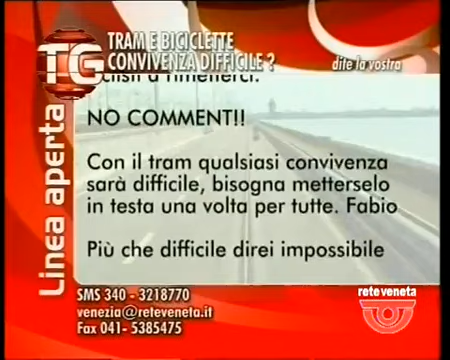 TG
TRAM E BICICLETTE
CONVIVENZA DIFFICILE ?
dite la vostra
Linea aperta
a rimetterci.
NO COMMENT!!
Con il tram qualsiasi convivenza
sarà difficile, bisogna metterselo
in testa una volta per tutte. Fabio
Più che difficile direi impossibile
SMS 340 - 3218770
venezia@reteveneta.it
Fax 041- 5385475
reteveneta